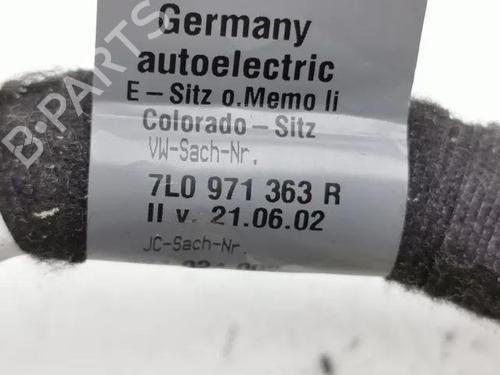 B-PARTS
Germany
autoelectric
E - Sitz o.Memo li
Colorado - Sitz
VW-Sach-Nr.
7L0 971 363 R
II v. 21.06.02
JC-Sach-Nr.